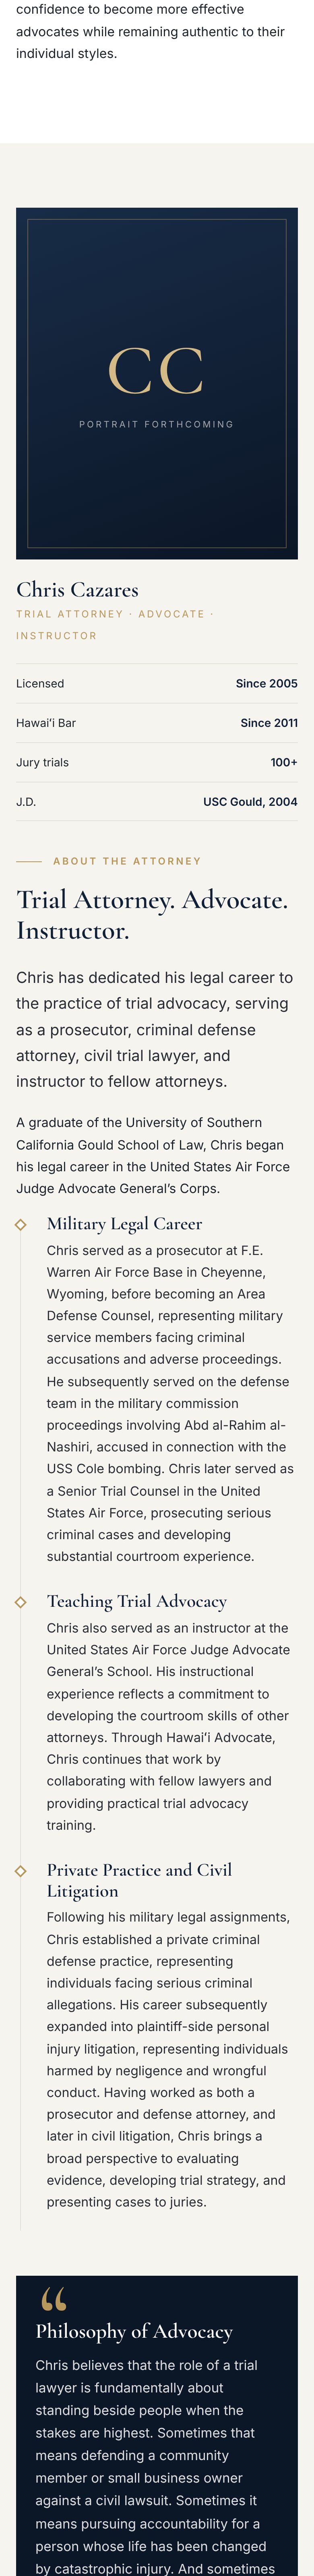 confidence to become more effective
advocates while remaining authentic to their
individual styles.
CC
PORTRAIT FORTHCOMING
Chris Cazares
TRIAL ATTORNEY · ADVOCATE ·
INSTRUCTOR
Licensed Since 2005
Hawaiʻi Bar Since 2011
Jury trials 100+
J.D. USC Gould, 2004
ABOUT THE ATTORNEY
Trial Attorney. Advocate.
Instructor.
Chris has dedicated his legal career to
the practice of trial advocacy, serving
as a prosecutor, criminal defense
attorney, civil trial lawyer, and
instructor to fellow attorneys.
A graduate of the University of Southern
California Gould School of Law, Chris began
his legal career in the United States Air Force
Judge Advocate General’s Corps.
Military Legal Career
Chris served as a prosecutor at F.E.
Warren Air Force Base in Cheyenne,
Wyoming, before becoming an Area
Defense Counsel, representing military
service members facing criminal
accusations and adverse proceedings.
He subsequently served on the defense
team in the military commission
proceedings involving Abd al-Rahim al-
Nashiri, accused in connection with the
USS Cole bombing. Chris later served as
a Senior Trial Counsel in the United
States Air Force, prosecuting serious
criminal cases and developing
substantial courtroom experience.
Teaching Trial Advocacy
Chris also served as an instructor at the
United States Air Force Judge Advocate
General’s School. His instructional
experience reflects a commitment to
developing the courtroom skills of other
attorneys. Through Hawaiʻi Advocate,
Chris continues that work by
collaborating with fellow lawyers and
providing practical trial advocacy
training.
Private Practice and Civil
Litigation
Following his military legal assignments,
Chris established a private criminal
defense practice, representing
individuals facing serious criminal
allegations. His career subsequently
expanded into plaintiff-side personal
injury litigation, representing individuals
harmed by negligence and wrongful
conduct. Having worked as both a
prosecutor and defense attorney, and
later in civil litigation, Chris brings a
broad perspective to evaluating
evidence, developing trial strategy, and
presenting cases to juries.
“
Philosophy of Advocacy
Chris believes that the role of a trial
lawyer is fundamentally about
standing beside people when the
stakes are highest. Sometimes that
means defending a community
member or small business owner
against a civil lawsuit. Sometimes it
means pursuing accountability for a
person whose life has been changed
by catastrophic injury. And sometimes